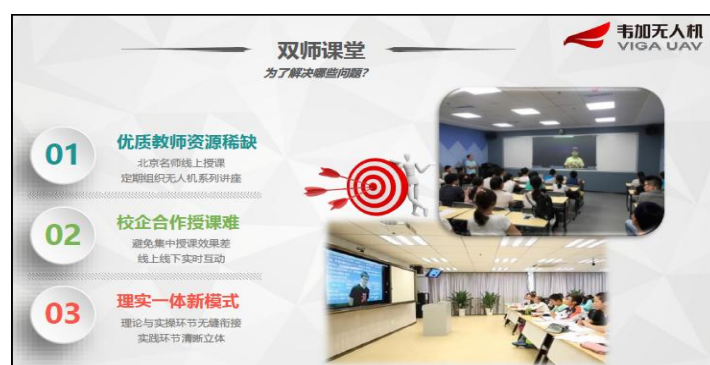 双师课堂
为了解决哪些问题?
韦加无人机
VIGA UAV
01
优质教师资源稀缺
北京名师线上授课
定期组织无人机系列讲座
02
校企合作授课难
避免集中授课效果差
线上线下实时互动
03
理实一体新模式
理论与实操环节无缝衔接
实践环节清晰立体